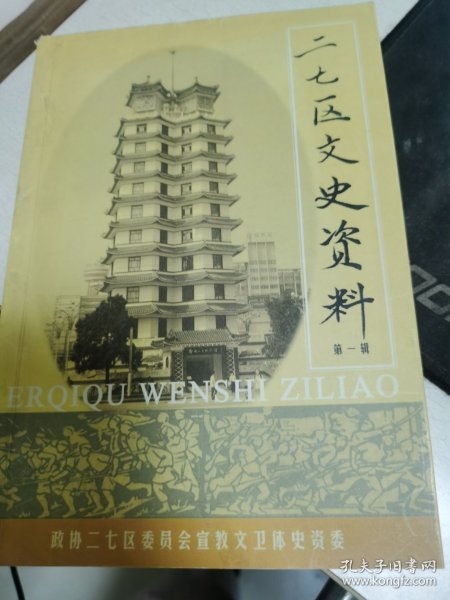 二七区文史资料
第一辑
ERQIQU WENSHI ZILIAO
政协二七区委员会宣教文卫体史资委
孔夫子旧书网
kongfz.com